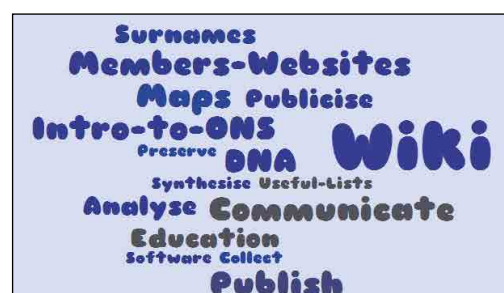 Surnames
Members-Websites
Maps Publicise
Intro-to-ONS
Wiki
Preserve DNA
Synthesise Useful-Lists
Analyse Communicate
Education
Software Collect
Publish